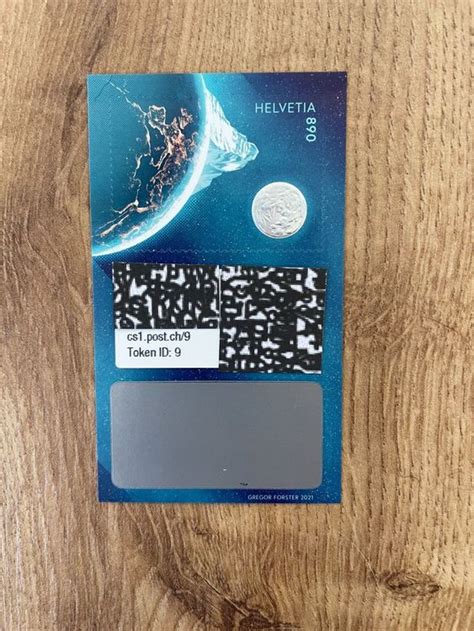 HELVETIA
890
cs1.post.ch/9
Token ID: 9
GREGOR FORSTER 2021